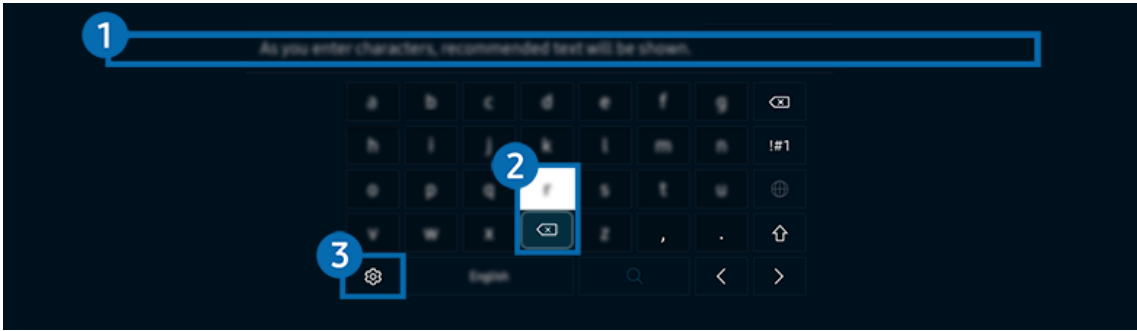 1
As you enter characters, recommended text will be shown.
a b c d e f g
h i j k l m n !#1
2
o p q r s t u
v w x z , .
3
English < >